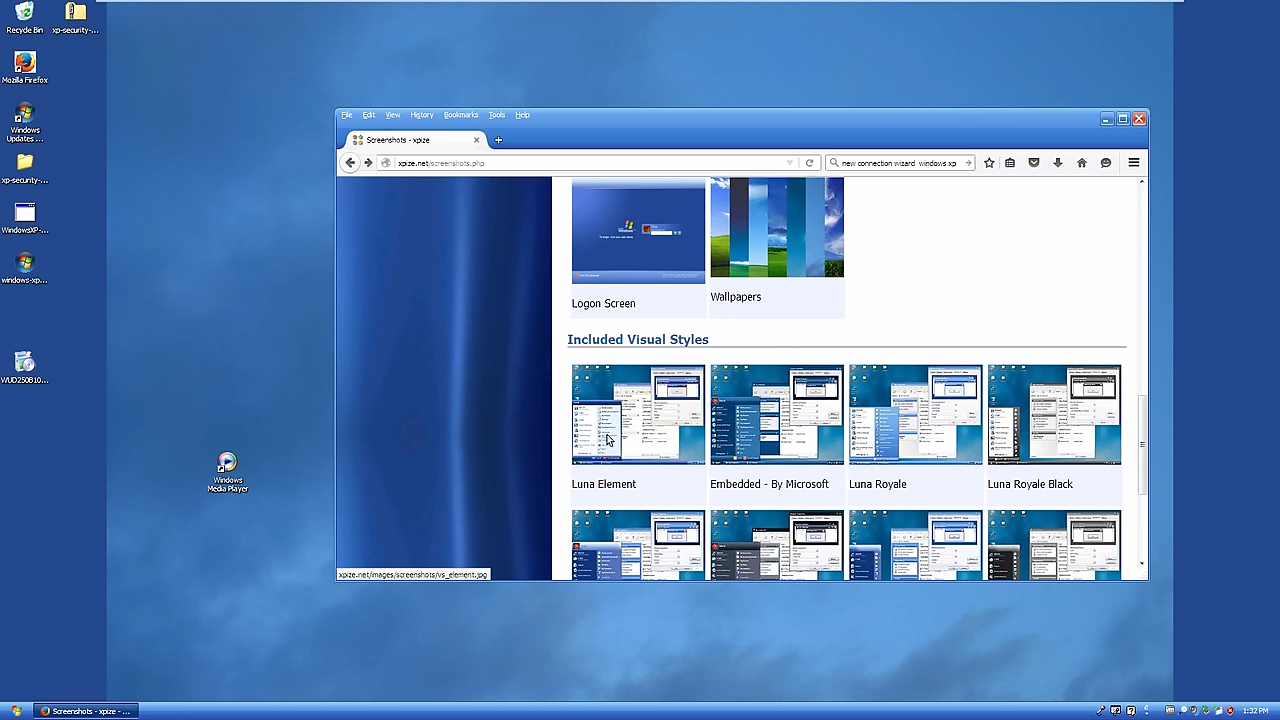 Recycle Bin
xp-security-...
Mozilla Firefox
Windows
Updates ...
xp-security-...
WindowsXP-...
windows-xp...
WUD250B10...
Windows
Media Player
File Edit View History Bookmarks Tools Help
Screenshots - xpize
xpize.net/screenshots.php
new connection wizard windows xp
Logon Screen
Wallpapers
Included Visual Styles
Luna Element
Embedded - By Microsoft
Luna Royale
Luna Royale Black
xpize.net/images/screenshots/vs_element.jpg
Screenshots - xpize - ...
1:32 PM